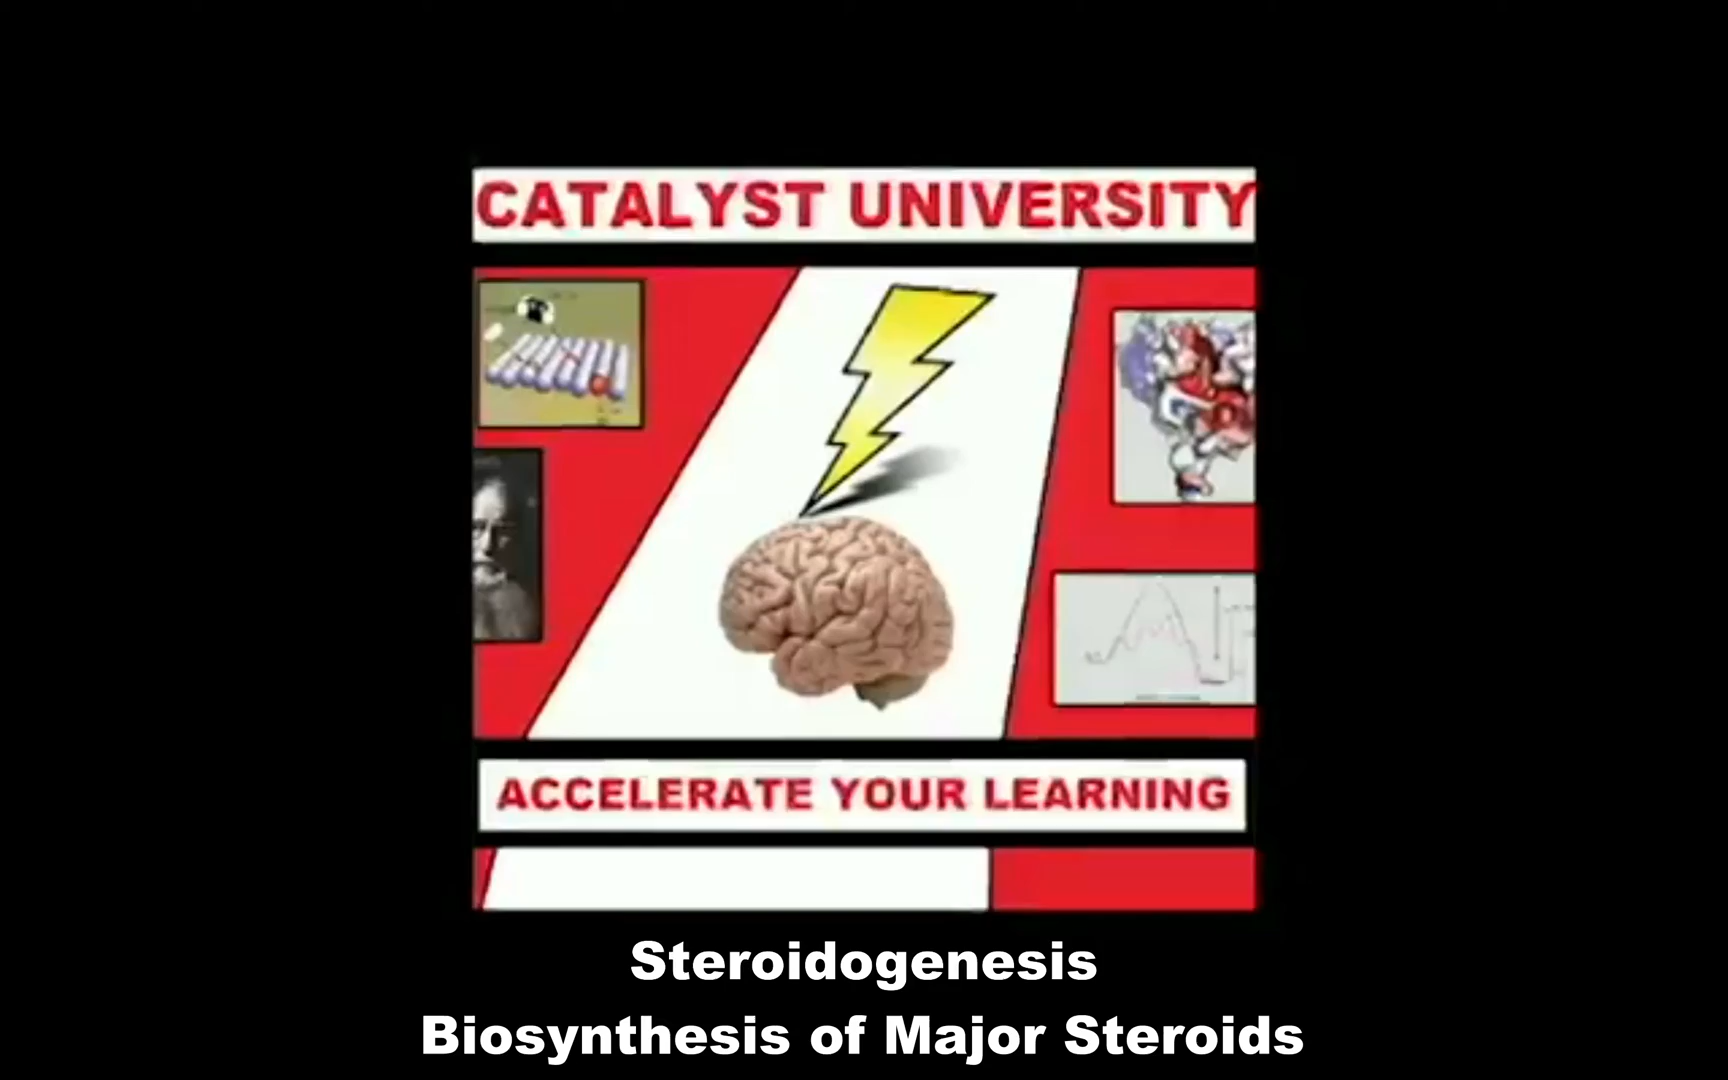 CATALYST UNIVERSITY
ACCELERATE YOUR LEARNING
Steroidogenesis
Biosynthesis of Major Steroids